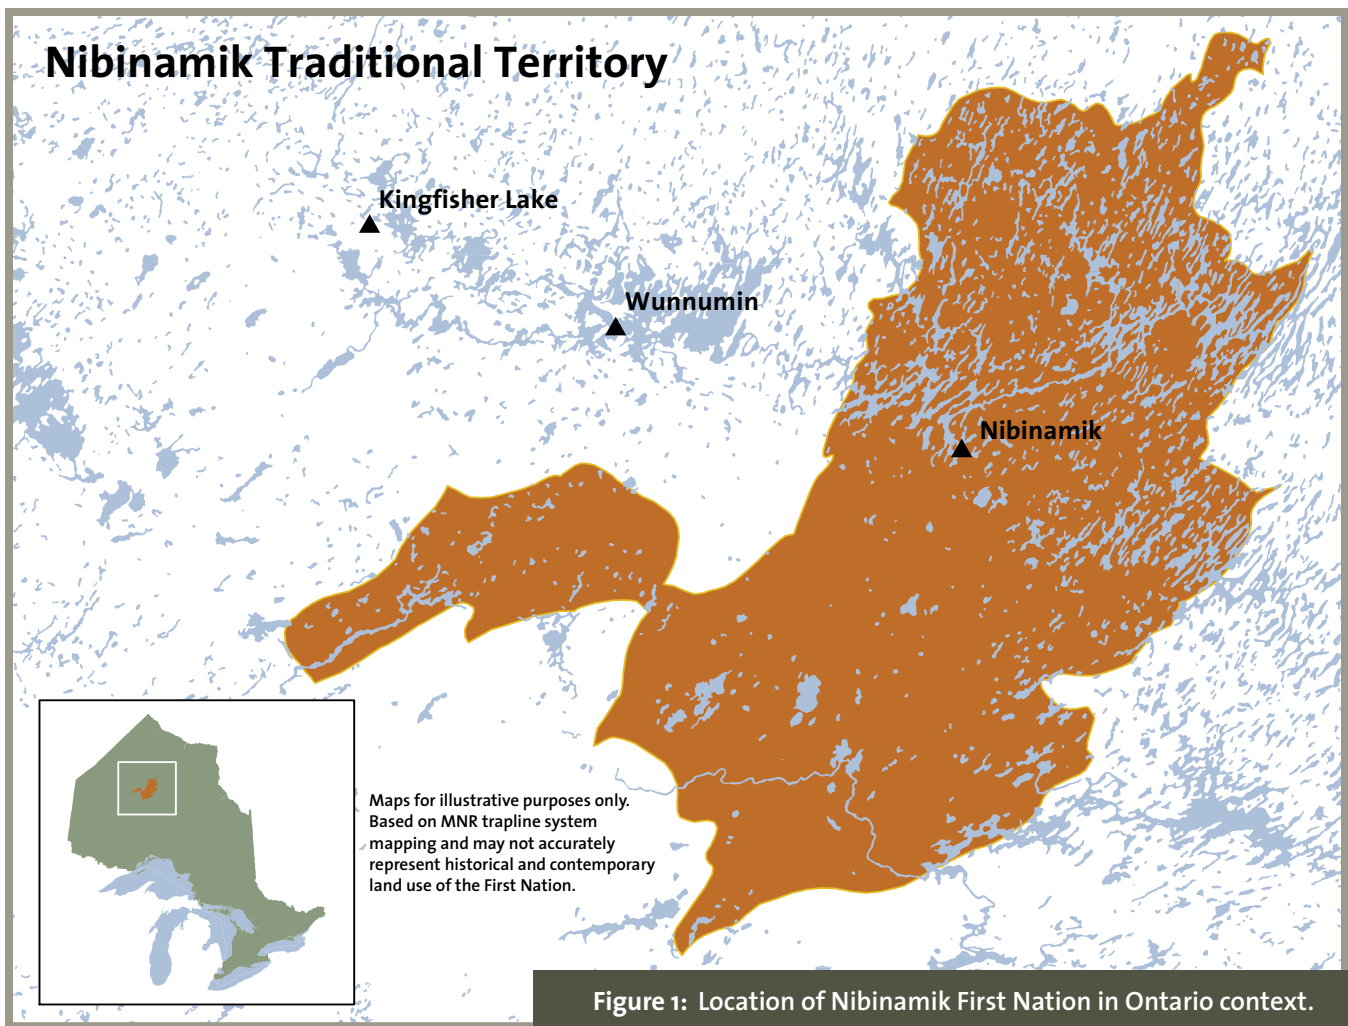 Nibinamik Traditional Territory
Kingfisher Lake
Wunnumin
Nibinamik
Maps for illustrative purposes only.
Based on MNR trapline system
mapping and may not accurately
represent historical and contemporary
land use of the First Nation.
Figure 1: Location of Nibinamik First Nation in Ontario context.